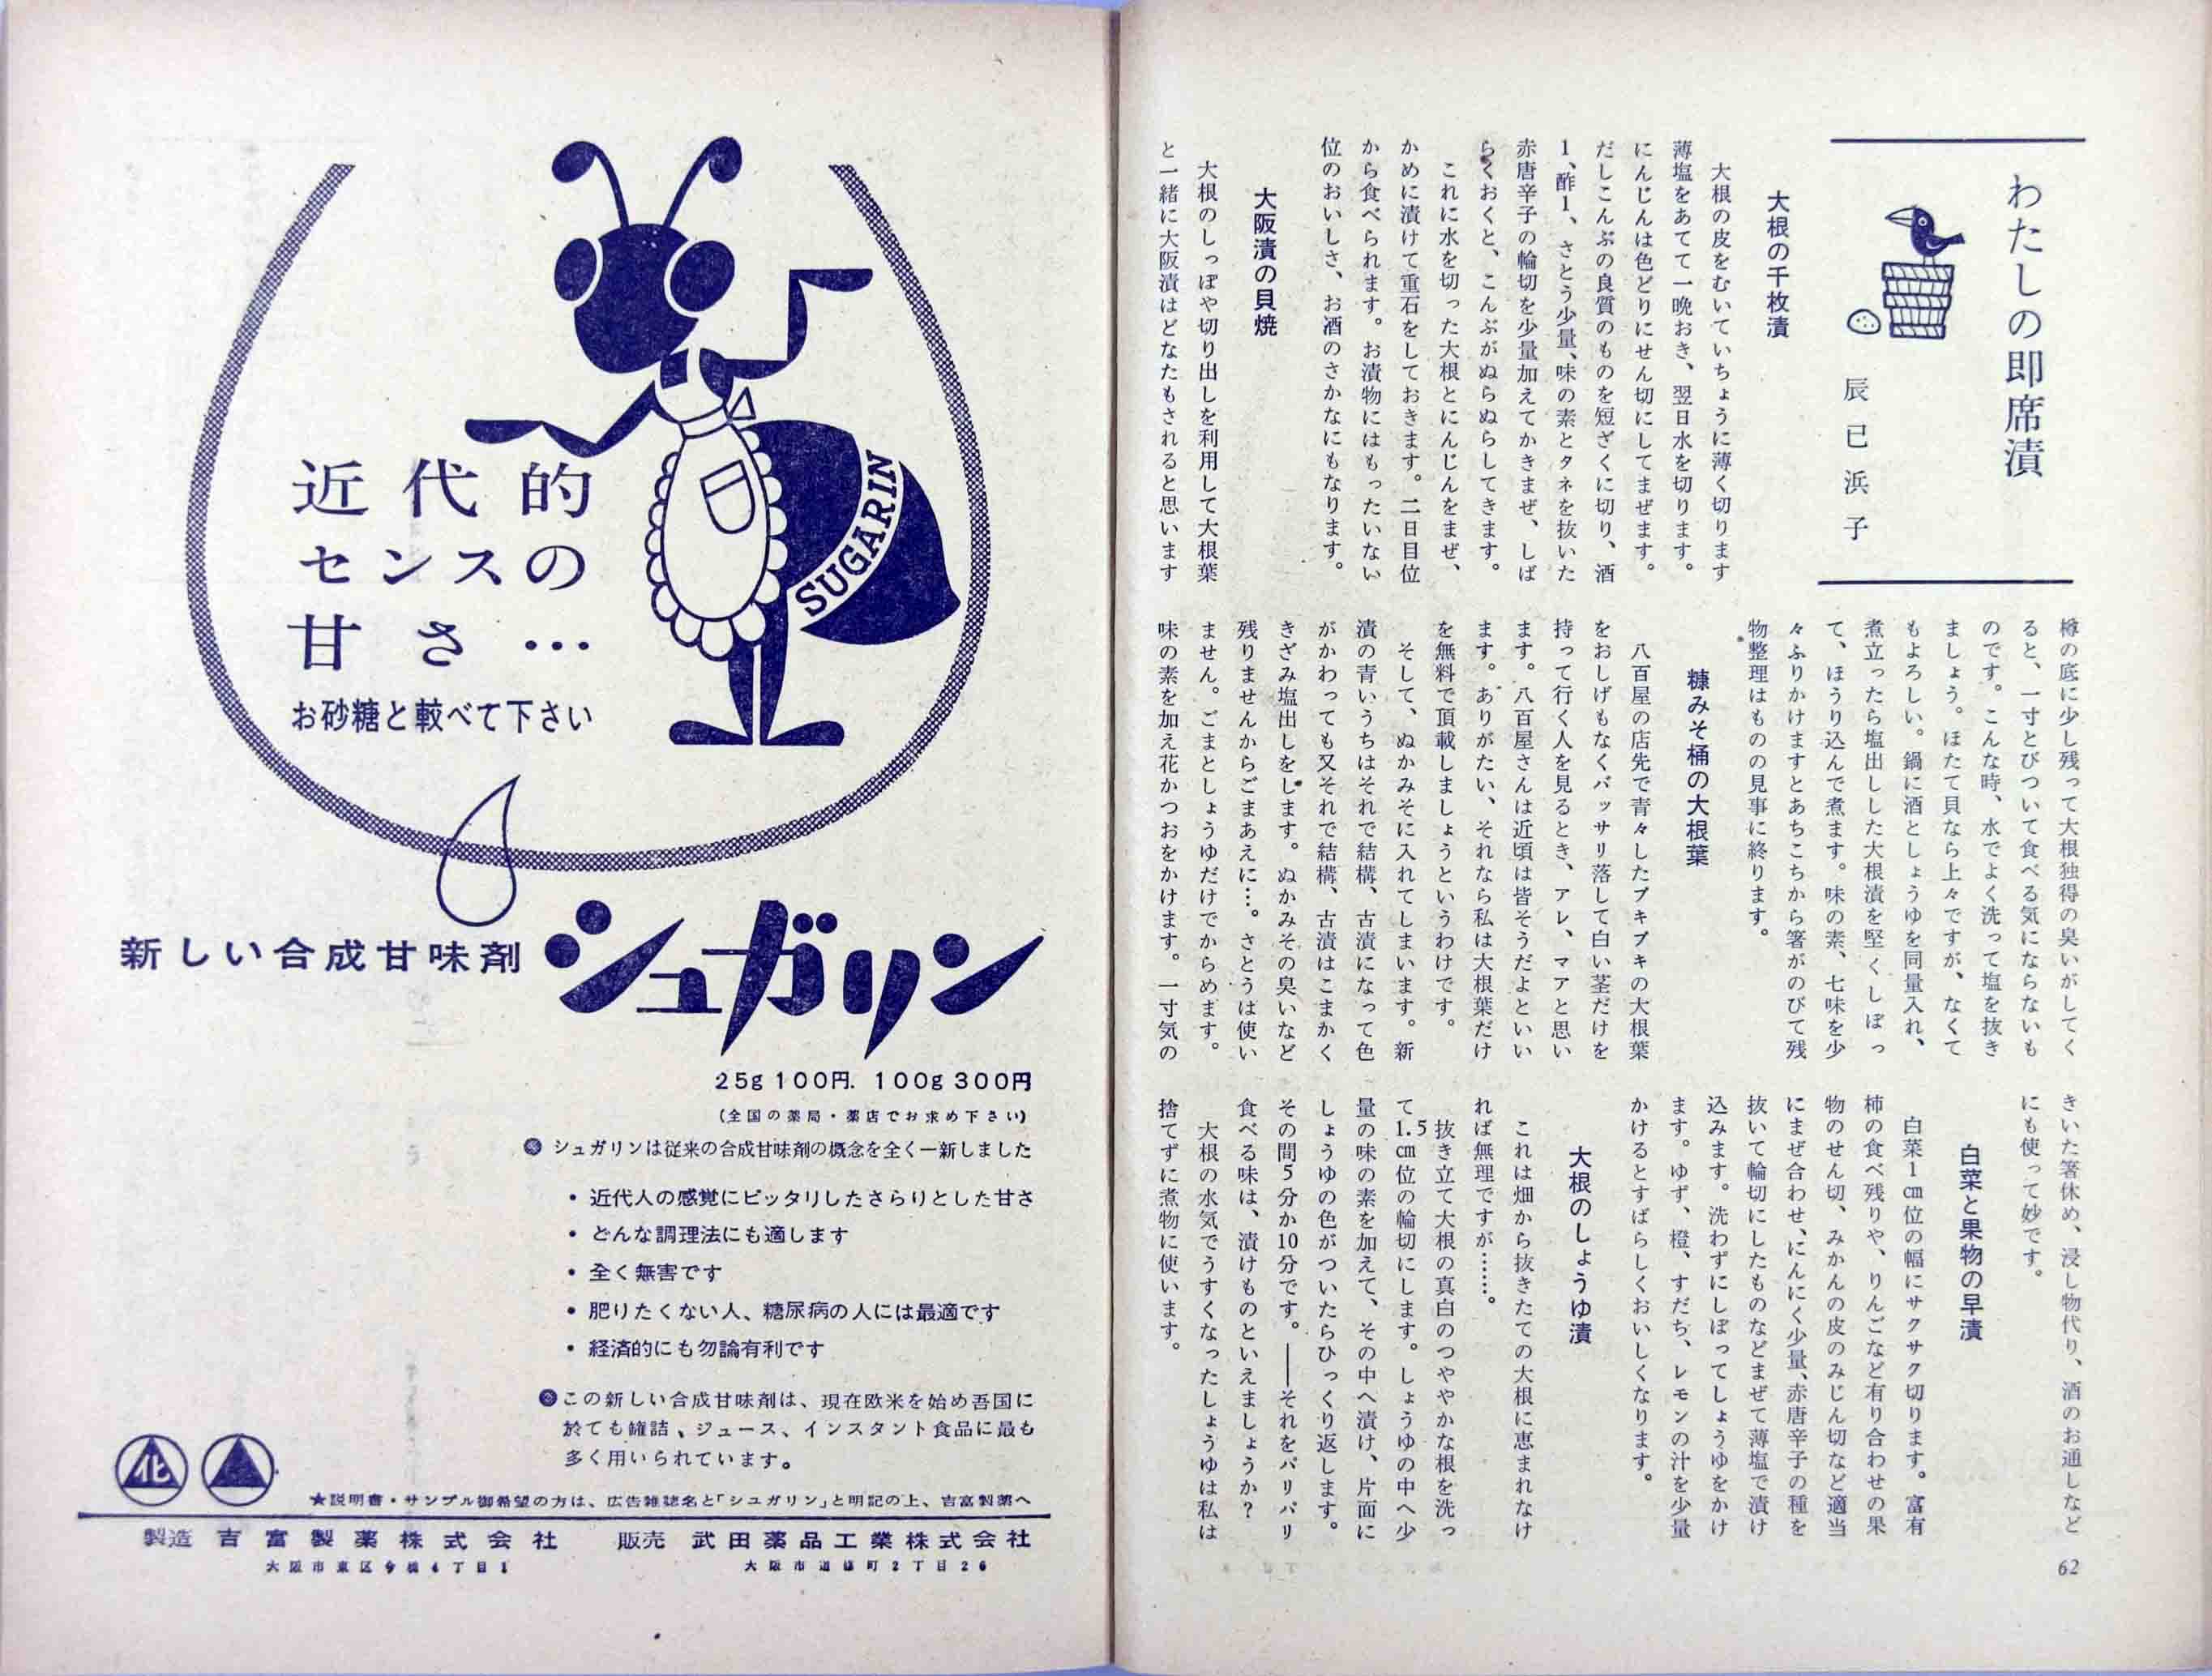 わたしの即席漬
辰巳浜子
大根の千枚漬
大根の皮をむいていちょうに薄く切ります
薄塩をあてて一晩おき、翌日水を切ります。
にんじんは色どりにせん切にしてまぜます。
だしこんぶの良質のものを短ざくに切り、酒
1、酢1、さとう少量、味の素とタネを抜いた
赤唐辛子の輪切を少量加えてかきまぜ、しば
らくおくと、こんぶがぬらぬらしてきます。
これに水を切った大根とにんじんをまぜ、
かめに漬けて重石をしておきます。二日目位
から食べられます。お漬物にはもったいない
位のおいしさ、お酒のさかなにもなります。
大阪漬の貝焼
大根のしっぽや切り出しを利用して大根葉
と一緒に大阪漬はどなたもされると思います
樽の底に少し残って大根独得の臭いがしてく
ると、一寸とびついて食べる気にならないも
のです。こんな時、水でよく洗って塩を抜き
ましょう。ほたて貝なら上々ですが、なくて
もよろしい。鍋に酒としょうゆを同量入れ、
煮立ったら塩出しした大根漬を堅くしぼっ
て、ほうり込んで煮ます。味の素、七味を少
々ふりかけますとあちこちから箸がのびて残
物整理はものの見事に終ります。
糠みそ桶の大根葉
八百屋の店先で青々したブキブキの大根葉
をおしげもなくバッサリ落して白い茎だけを
持って行く人を見るとき、アレ、マアと思い
ます。八百屋さんは近頃は皆そうだよといい
ます。ありがたい、それなら私は大根葉だけ
を無料で頂載しましょうというわけです。
そして、ぬかみそに入れてしまいます。新
漬の青いうちはそれで結構、古漬になって色
がかわっても又それで結構、古漬はこまかく
きざみ塩出しをします。ぬかみその臭いなど
残りませんからごまあえに…。さとうは使い
ません。ごまとしょうゆだけでからめます。
味の素を加え花かつおをかけます。一寸気の
きいた箸休め、浸し物代り、酒のお通しなど
にも使って妙です。
白菜と果物の早漬
白菜1cm位の幅にサクサク切ります。富有
柿の食べ残りや、りんごなど有り合わせの果
物のせん切、みかんの皮のみじん切など適当
にまぜ合わせ、にんにく少量、赤唐辛子の種を
抜いて輪切にしたものなどまぜて薄塩で漬け
込みます。洗わずにしぼってしょうゆをかけ
ます。ゆず、橙、すだち、レモンの汁を少量
かけるとすばらしくおいしくなります。
大根のしょうゆ漬
これは畑から抜きたての大根に恵まれなけ
れば無理ですが……。
抜き立て大根の真白のつややかな根を洗っ
て1.5cm位の輪切にします。しょうゆの中へ少
量の味の素を加えて、その中へ漬け、片面に
しょうゆの色がついたらひっくり返します。
その間5分か10分です。――それをパリパリ
食べる味は、漬けものといえましょうか?
大根の水気でうすくなったしょうゆは私は
捨てずに煮物に使います。
62
SUGARIN
近代的
センスの
甘さ…
お砂糖と較べて下さい
新しい合成甘味剤 シュガリン
25g 100円. 100g 300円
(全国の薬局・薬店でお求め下さい)
シュガリンは従来の合成甘味剤の概念を全く一新しました
・近代人の感覚にピッタリしたさらりとした甘さ
・どんな調理法にも適します
・全く無害です
・肥りたくない人、糖尿病の人には最適です
・経済的にも勿論有利です
この新しい合成甘味剤は、現在欧米を始め吾国に
於ても罐詰、ジュース、インスタント食品に最も
多く用いられています。
化
★説明書・サンプル御希望の方は、広告雑誌名と「シュガリン」と明記の上、吉富製薬へ
製造 吉富製薬株式会社 販売 武田薬品工業株式会社
大阪市東区今橋4丁目1 大阪市道修町2丁目26